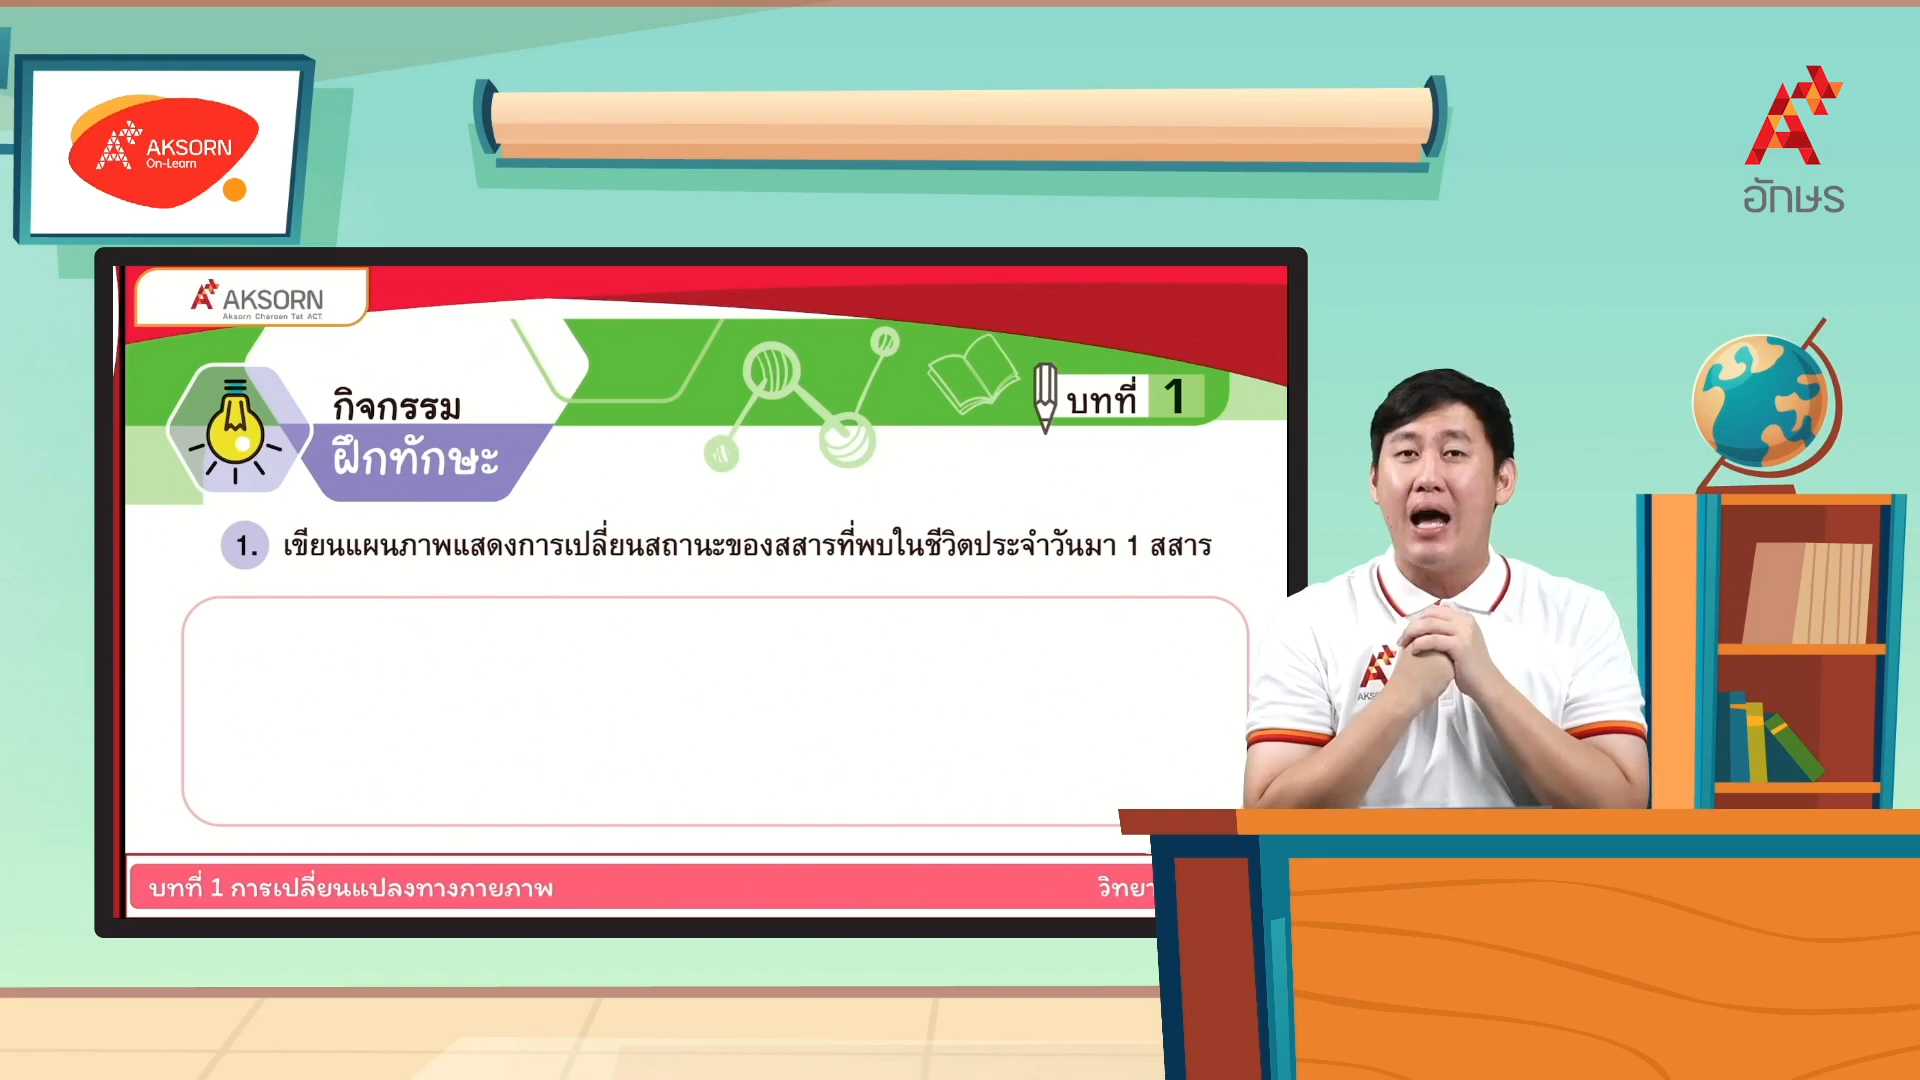 AKSORN
On-Learn
อักษร
AKSORN
Aksorn Charoen Tat ACT.
กิจกรรม
ฝึกทักษะ
บทที่ 1
1. เขียนแผนภาพแสดงการเปลี่ยนสถานะของสสารที่พบในชีวิตประจำวันมา 1 สสาร
บทที่ 1 การเปลี่ยนแปลงทางกายภาพ